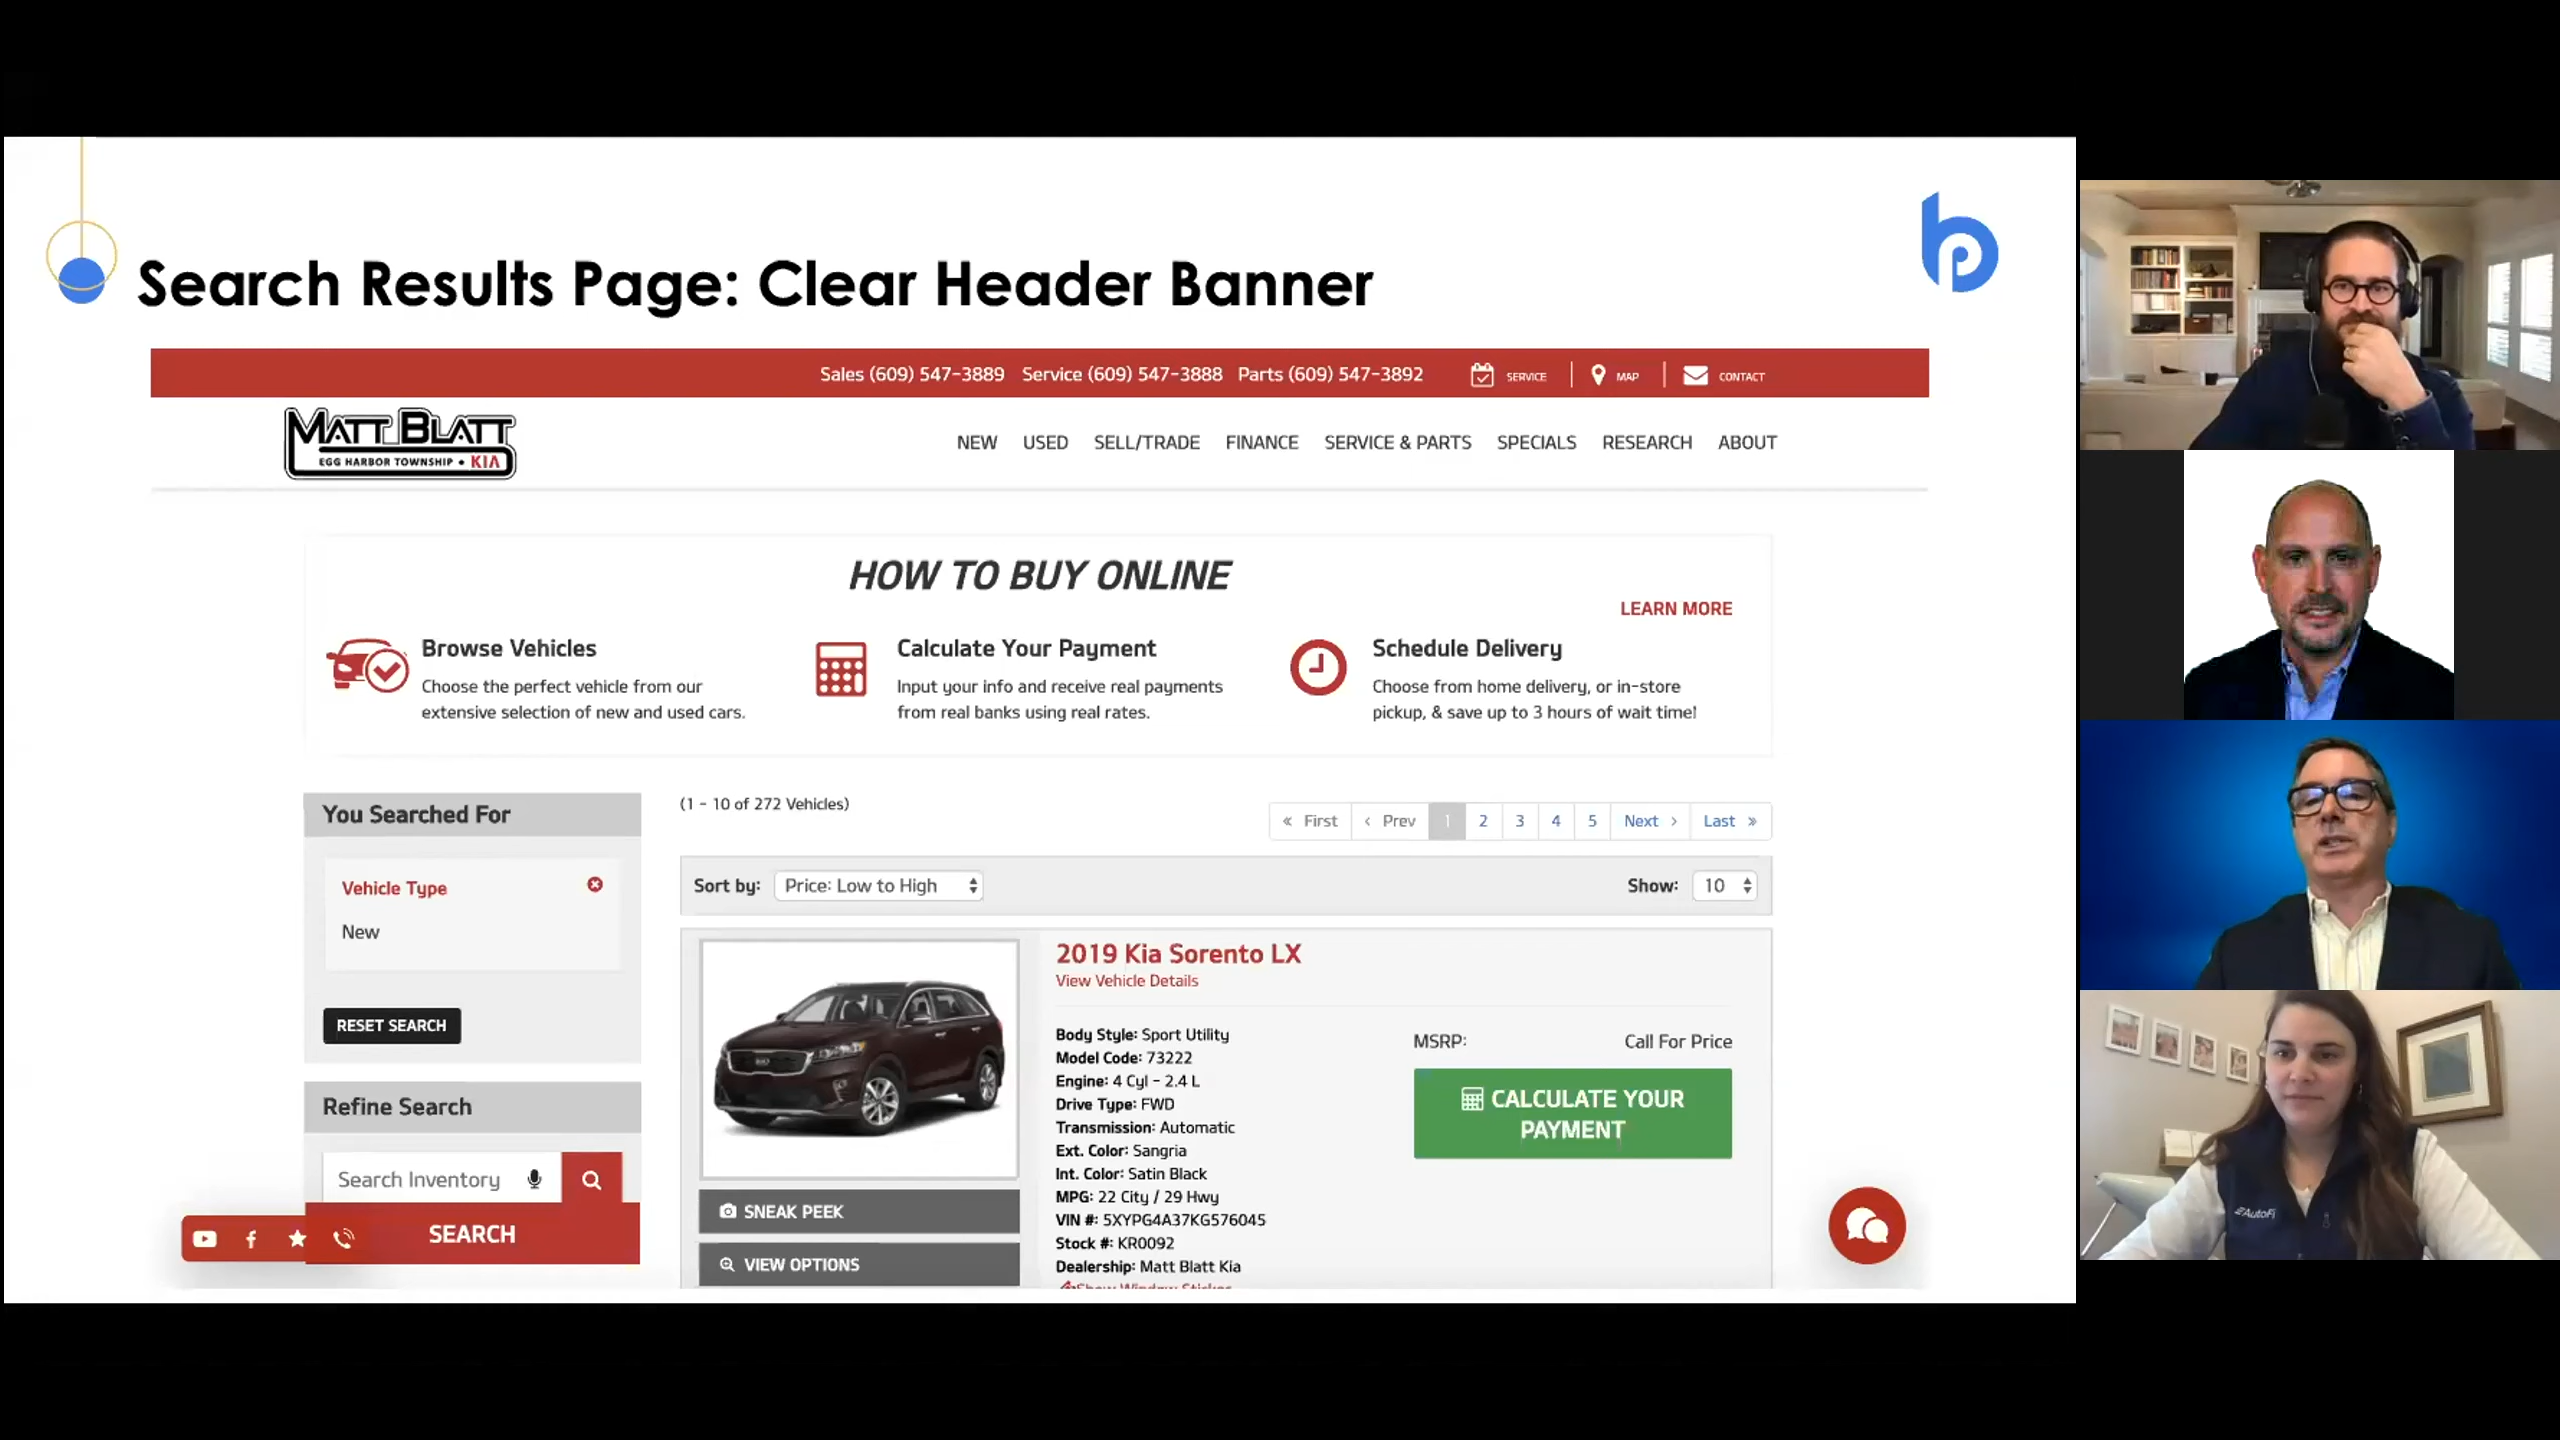 Search Results Page: Clear Header Banner
Sales (609) 547-3889 Service (609) 547-3888 Parts (609) 547-3892 SERVICE MAP CONTACT
MATT BLATT
EGG HARBOR TOWNSHIP • KIA
NEW USED SELL/TRADE FINANCE SERVICE & PARTS SPECIALS RESEARCH ABOUT
HOW TO BUY ONLINE
LEARN MORE
Browse Vehicles
Choose the perfect vehicle from our
extensive selection of new and used cars.
Calculate Your Payment
Input your info and receive real payments
from real banks using real rates.
Schedule Delivery
Choose from home delivery, or in-store
pickup, & save up to 3 hours of wait time!
You Searched For
Vehicle Type
New
RESET SEARCH
Refine Search
Search Inventory
SEARCH
(1 - 10 of 272 Vehicles)
« First ‹ Prev 1 2 3 4 5 Next › Last »
Sort by: Price: Low to High Show: 10
SNEAK PEEK
VIEW OPTIONS
2019 Kia Sorento LX
View Vehicle Details
Body Style: Sport Utility
Model Code: 73222
Engine: 4 Cyl - 2.4 L
Drive Type: FWD
Transmission: Automatic
Ext. Color: Sangria
Int. Color: Satin Black
MPG: 22 City / 29 Hwy
VIN #: 5XYPG4A37KG576045
Stock #: KR0092
Dealership: Matt Blatt Kia
Show Window Sticker
MSRP: Call For Price
CALCULATE YOUR
PAYMENT
AutoFi